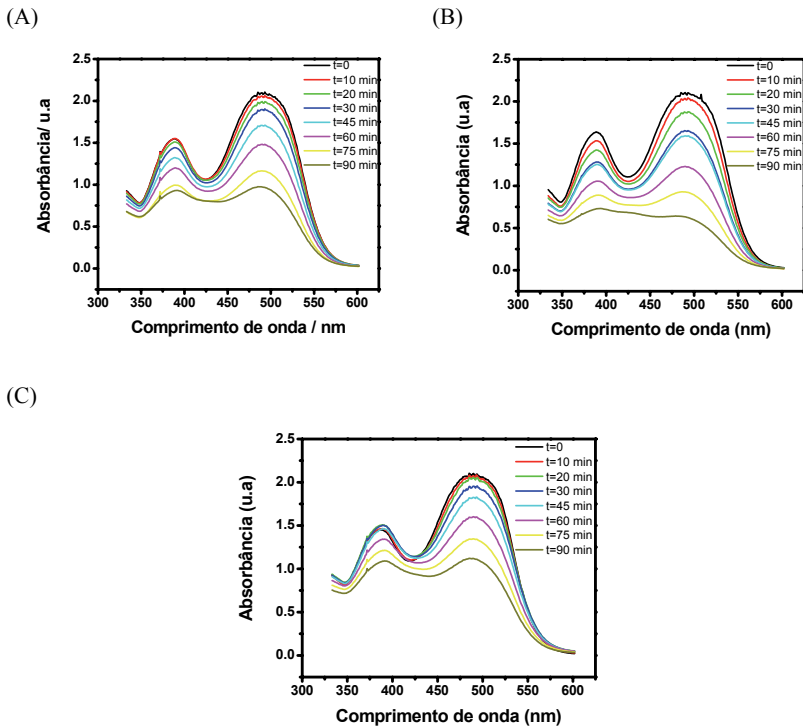 (A)
(B)
2.5
2.0
1.5
1.0
0.5
0.0
Absorbância/ u.a
300 350 400 450 500 550 600
Comprimento de onda / nm
t=0
t=10 min
t=20 min
t=30 min
t=45 min
t=60 min
t=75 min
t=90 min
2.5
2.0
1.5
1.0
0.5
0.0
Absorbância (u.a)
300 350 400 450 500 550 600
Comprimento de onda (nm)
t=0
t=10 min
t=20 min
t=30 min
t=45 min
t=60 min
t=75 min
t=90 min
(C)
2.5
2.0
1.5
1.0
0.5
0.0
Absorbância (u.a)
300 350 400 450 500 550 600
Comprimento de onda (nm)
t=0
t=10 min
t=20 min
t=30 min
t=45 min
t=60 min
t=75 min
t=90 min